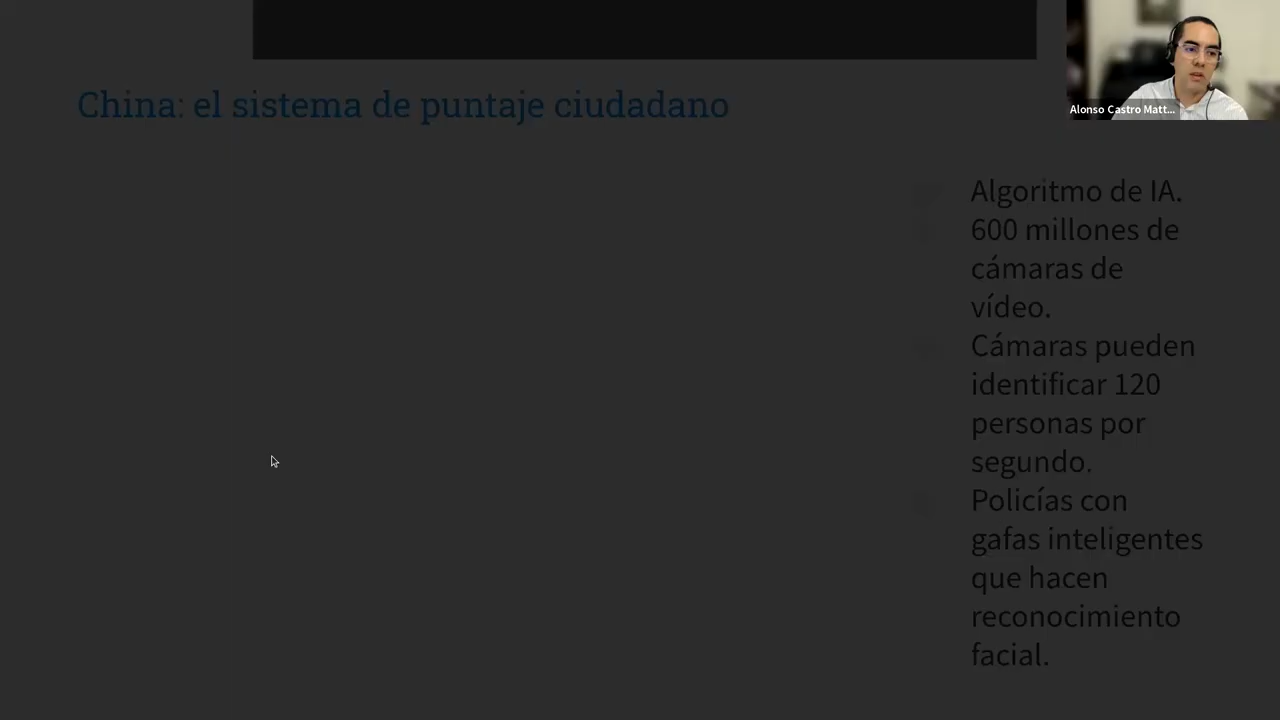 China: el sistema de puntaje ciudadano
Alonso Castro Matt...
Algoritmo de IA.
600 millones de
cámaras de
vídeo.
Cámaras pueden
identificar 120
personas por
segundo.
Policías con
gafas inteligentes
que hacen
reconocimiento
facial.